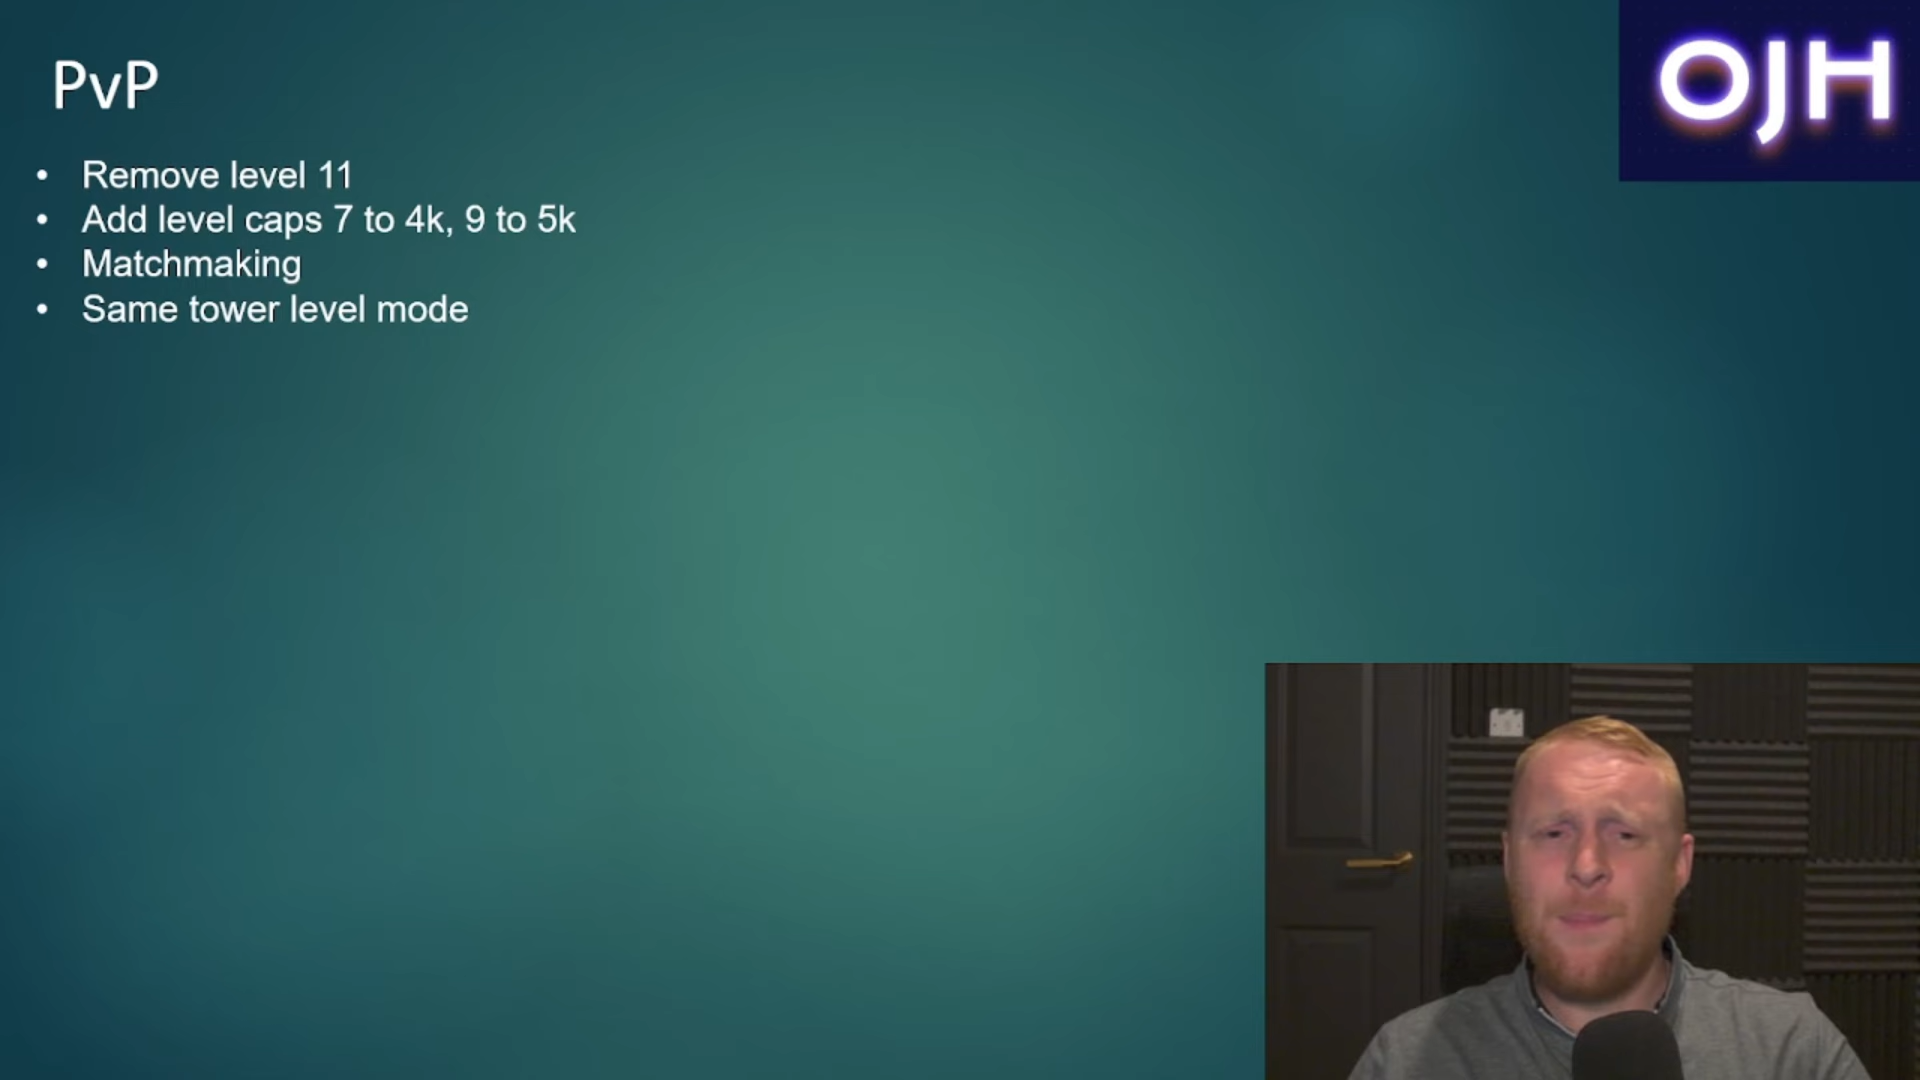 PvP
OJH
• Remove level 11
• Add level caps 7 to 4k, 9 to 5k
• Matchmaking
• Same tower level mode